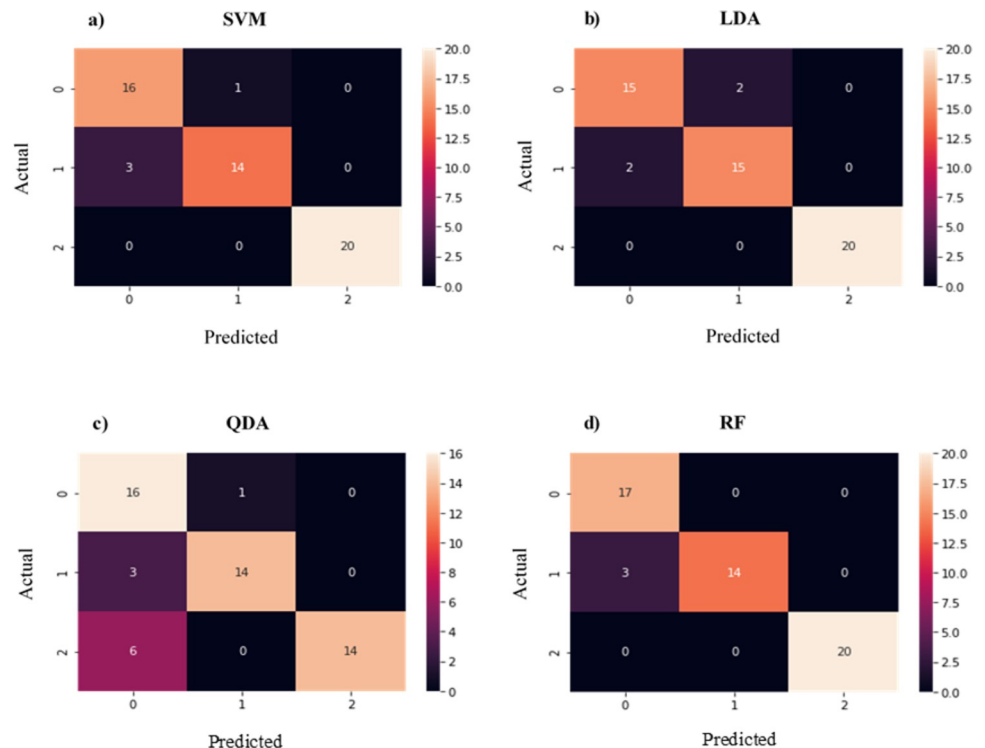 a) SVM
20.0
17.5
15.0
12.5
10.0
7.5
5.0
2.5
0.0
0 16 1 0
1 3 14 0
2 0 0 20
0 1 2
Actual
Predicted
b) LDA
20.0
17.5
15.0
12.5
10.0
7.5
5.0
2.5
0.0
0 15 2 0
1 2 15 0
2 0 0 20
0 1 2
Actual
Predicted
c) QDA
16
14
12
10
8
6
4
2
0
0 16 1 0
1 3 14 0
2 6 0 14
0 1 2
Actual
Predicted
d) RF
20.0
17.5
15.0
12.5
10.0
7.5
5.0
2.5
0.0
0 17 0 0
1 3 14 0
2 0 0 20
0 1 2
Actual
Predicted